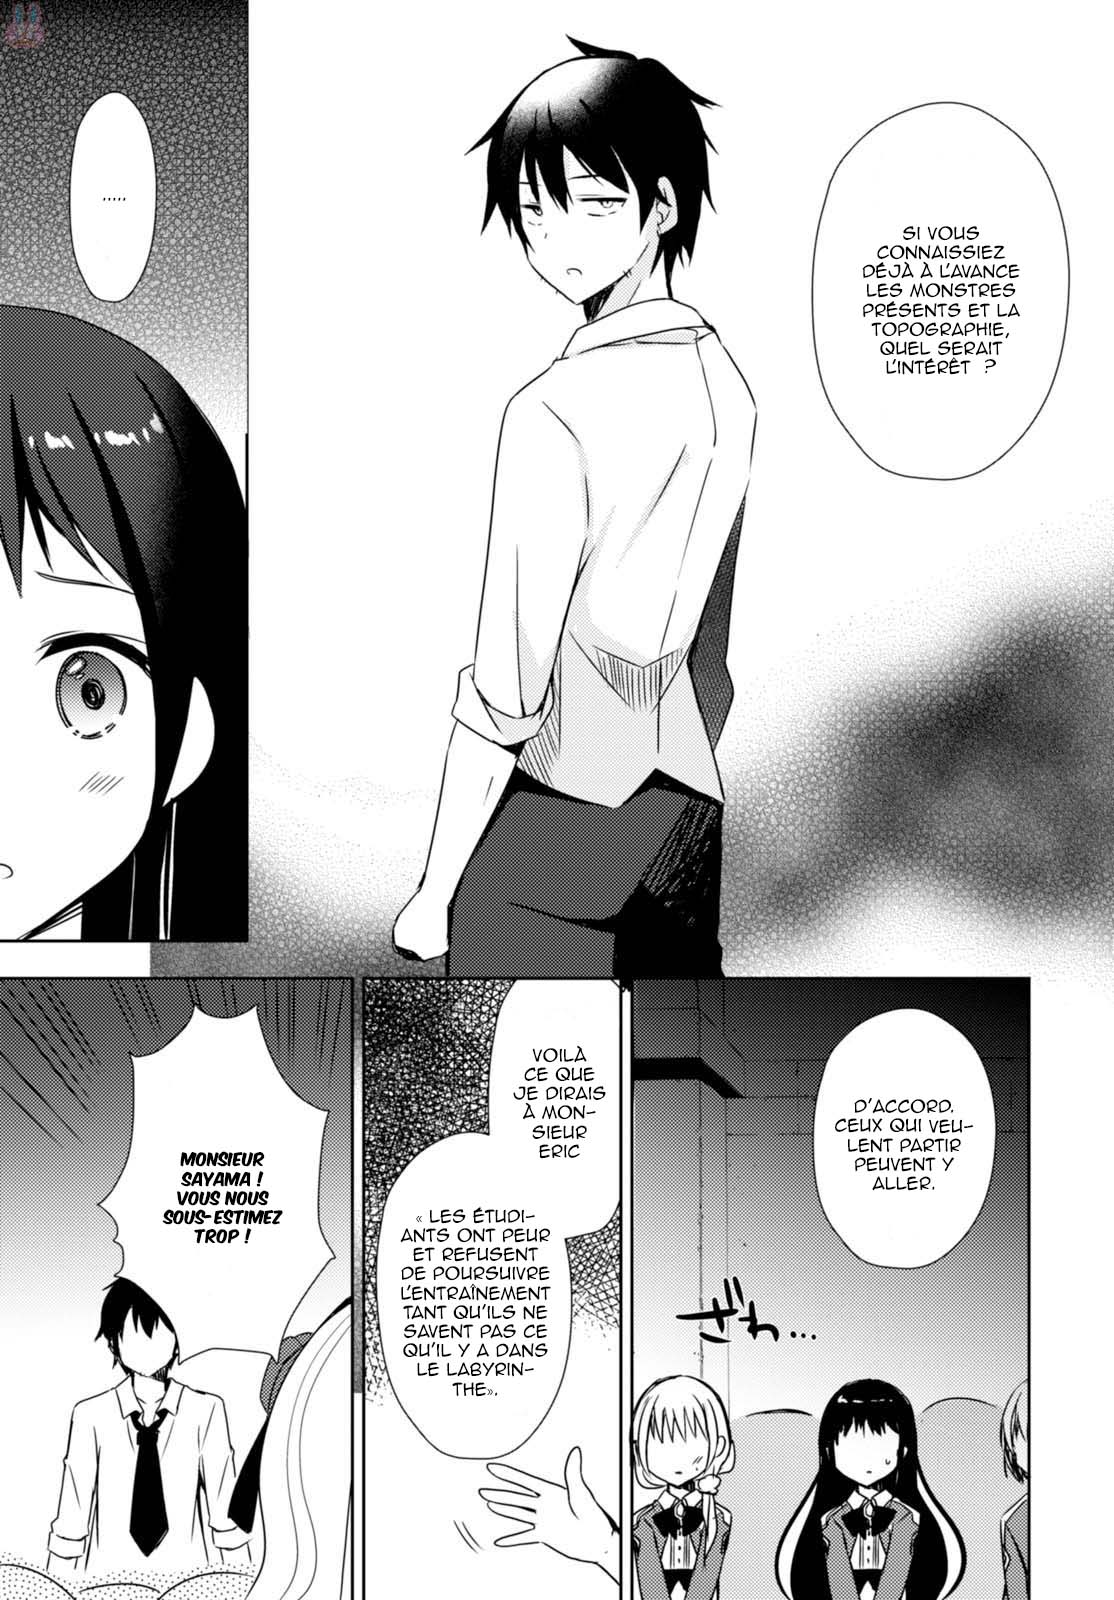 SI VOUS
CONNAISSIEZ
DÉJÀ À L'AVANCE
LES MONSTRES
PRÉSENTS ET LA
TOPOGRAPHIE,
QUEL SERAIT
L'INTÉRÊT ?
.....
D'ACCORD,
CEUX QUI VEU-
LENT PARTIR
PEUVENT Y
ALLER.
ざわ...
VOILÀ
CE QUE
JE DIRAIS
À MON-
SIEUR
ERIC
« LES ÉTUDI-
ANTS ONT PEUR
ET REFUSENT
DE POURSUIVRE
L'ENTRAÎNEMENT
TANT QU'ILS NE
SAVENT PAS CE
QU'IL Y A DANS
LE LABYRIN-
THE».
MONSIEUR
SAYAMA !
VOUS NOUS
SOUS-ESTIMEZ
TROP !